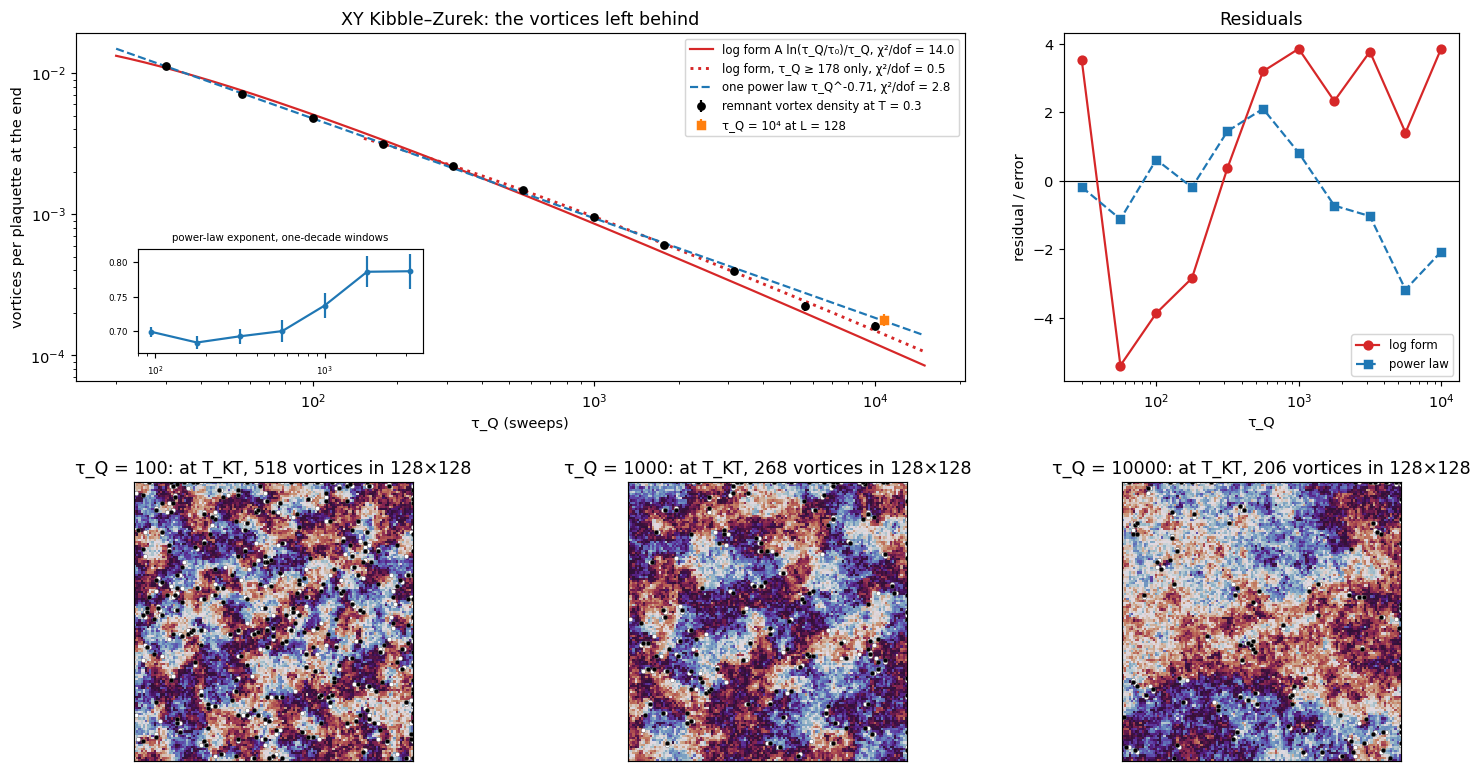 XY Kibble–Zurek: the vortices left behind
vortices per plaquette at the end
10⁻²
10⁻³
10⁻⁴
log form A ln(τ_Q/τ₀)/τ_Q, χ²/dof = 14.0
log form, τ_Q ≥ 178 only, χ²/dof = 0.5
one power law τ_Q^-0.71, χ²/dof = 2.8
remnant vortex density at T = 0.3
τ_Q = 10⁴ at L = 128
power-law exponent, one-decade windows
0.80
0.75
0.70
10²
10³
10²
10³
10⁴
τ_Q (sweeps)
Residuals
residual / error
4
2
0
−2
−4
log form
power law
10²
10³
10⁴
τ_Q
τ_Q = 100: at T_KT, 518 vortices in 128×128
τ_Q = 1000: at T_KT, 268 vortices in 128×128
τ_Q = 10000: at T_KT, 206 vortices in 128×128